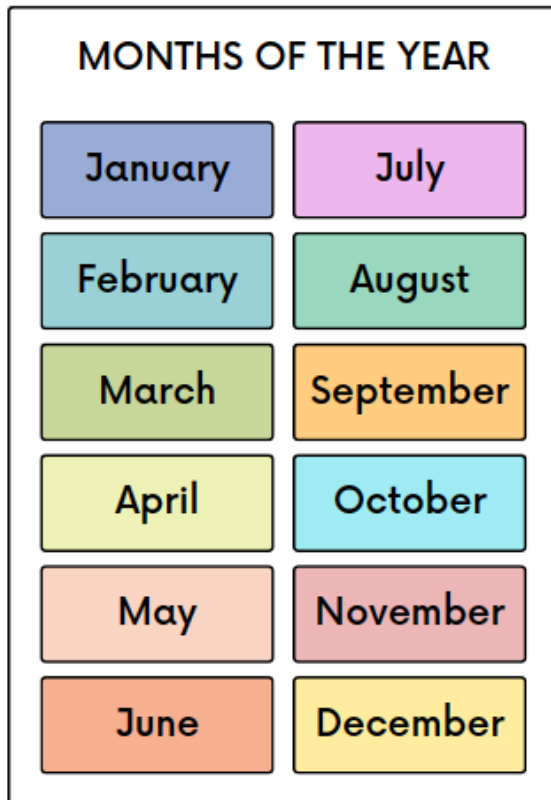 MONTHS OF THE YEAR
January
February
March
April
May
June
July
August
September
October
November
December